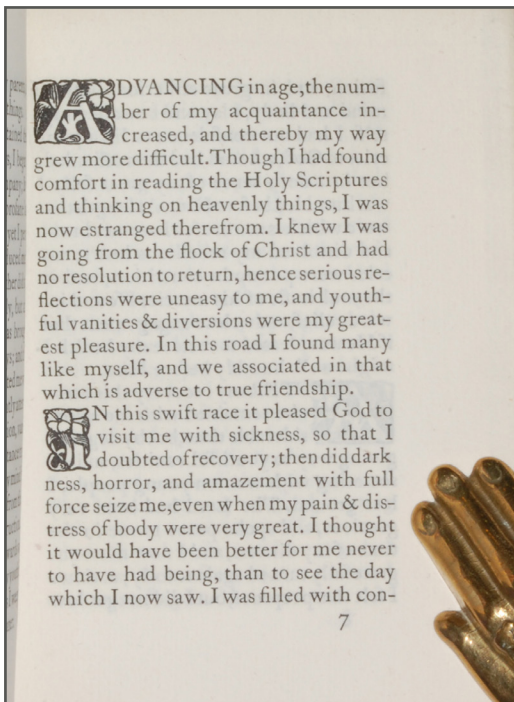 ADVANCING in age, the num-
ber of my acquaintance in-
creased, and thereby my way
grew more difficult. Though I had found
comfort in reading the Holy Scriptures
and thinking on heavenly things, I was
now estranged therefrom. I knew I was
going from the flock of Christ and had
no resolution to return, hence serious re-
flections were uneasy to me, and youth-
ful vanities & diversions were my great-
est pleasure. In this road I found many
like myself, and we associated in that
which is adverse to true friendship.
IN this swift race it pleased God to
visit me with sickness, so that I
doubted of recovery; then did dark
ness, horror, and amazement with full
force seize me, even when my pain & dis-
tress of body were very great. I thought
it would have been better for me never
to have had being, than to see the day
which I now saw. I was filled with con-
7